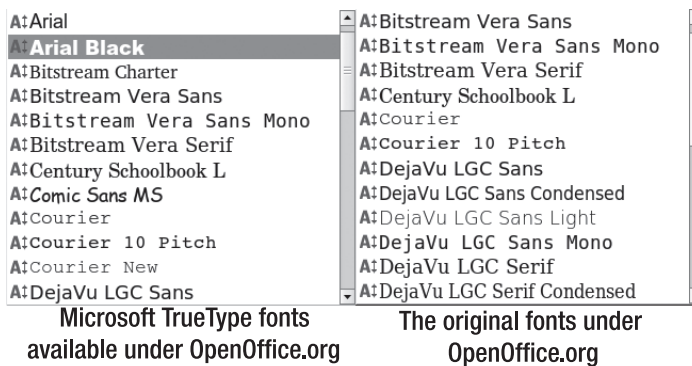 Arial
Arial Black
Bitstream Charter
Bitstream Vera Sans
Bitstream Vera Sans Mono
Bitstream Vera Serif
Century Schoolbook L
Comic Sans MS
Courier
Courier 10 Pitch
Courier New
DejaVu LGC Sans
Microsoft TrueType fonts
available under OpenOffice.org
Bitstream Vera Sans
Bitstream Vera Sans Mono
Bitstream Vera Serif
Century Schoolbook L
Courier
Courier 10 Pitch
DejaVu LGC Sans
DejaVu LGC Sans Condensed
DejaVu LGC Sans Light
DejaVu LGC Sans Mono
DejaVu LGC Serif
DejaVu LGC Serif Condensed
The original fonts under
OpenOffice.org